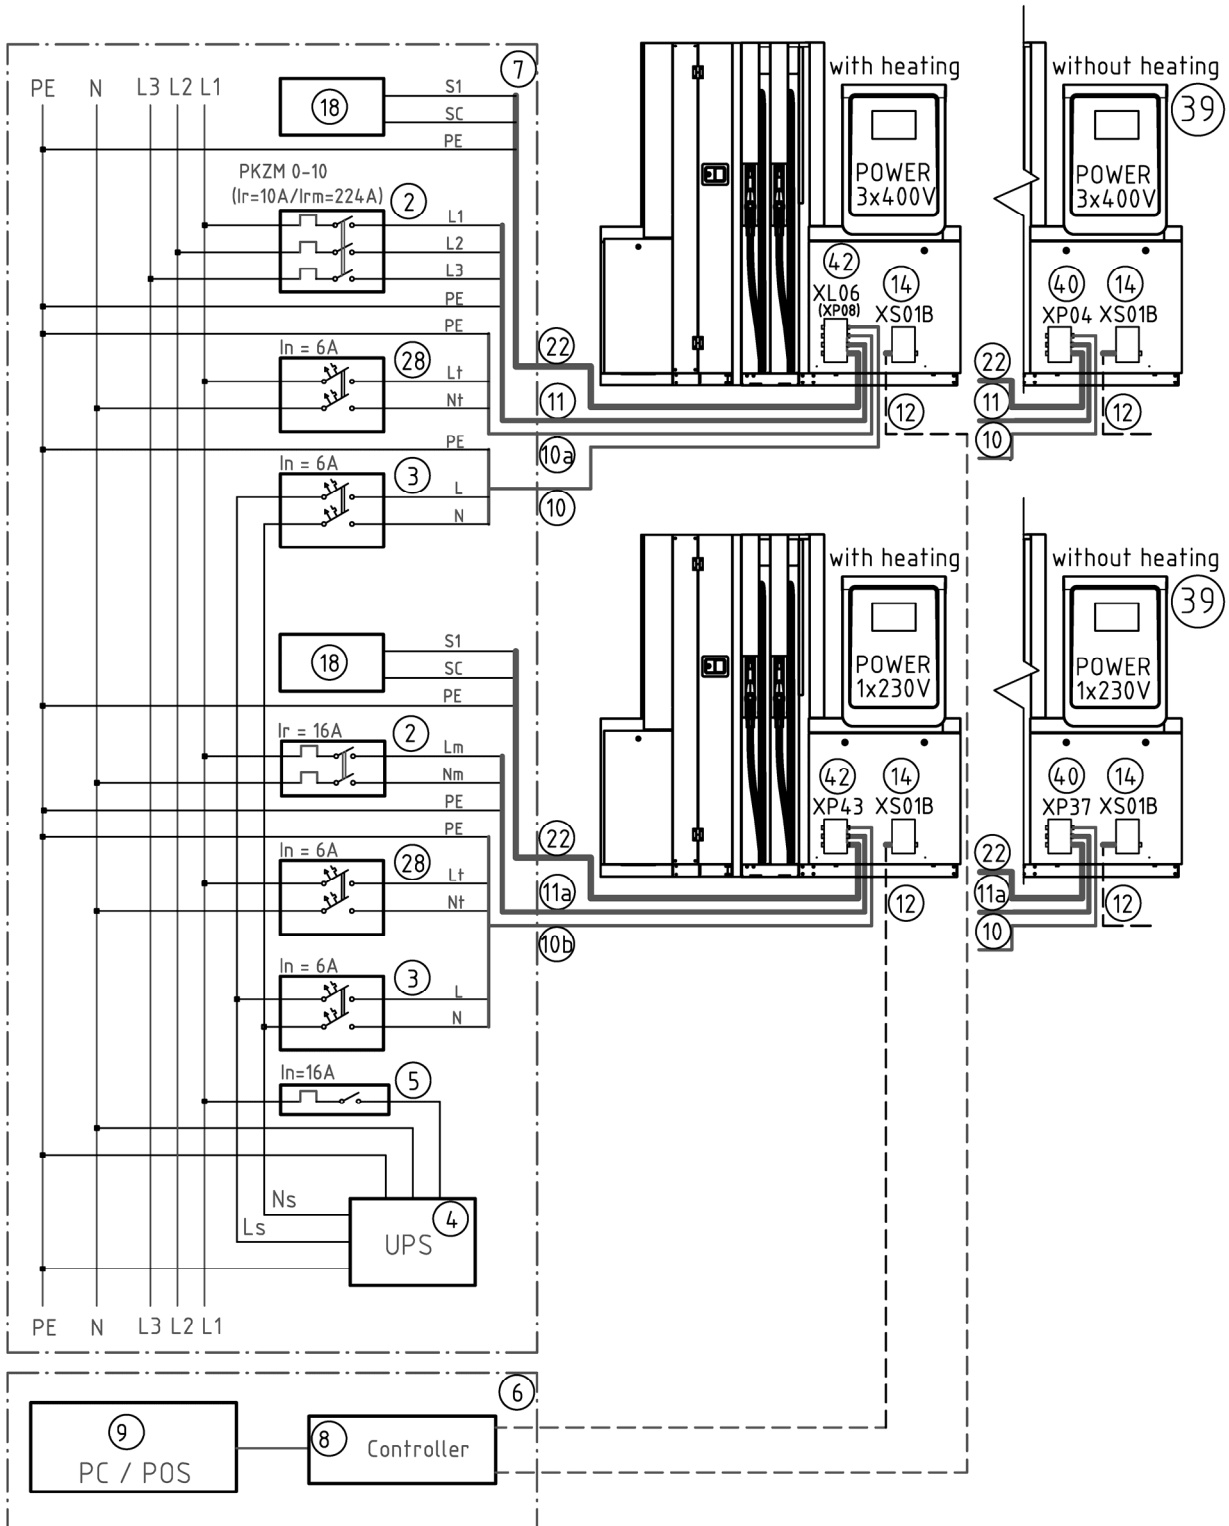 7
PE N L3 L2 L1
18
S1
SC
PE
PKZM 0-10
(Ir=10A/Irm=224A)
2
L1
L2
L3
PE
PE
In = 6A
28
Lt
Nt
PE
In = 6A
3
L
N
22
11
10a
10
with heating
POWER
3x400V
42
XL06
(XP08)
14
XS01B
12
without heating
39
POWER
3x400V
40
XP04
14
XS01B
22
11
10
12
18
S1
SC
PE
Ir = 16A
2
Lm
Nm
PE
PE
In = 6A
28
Lt
Nt
In = 6A
3
L
N
22
11a
10b
with heating
POWER
1x230V
42
XP43
14
XS01B
12
without heating
39
POWER
1x230V
40
XP37
14
XS01B
22
11a
10
12
In=16A
5
Ns
Ls
4
UPS
PE N L3 L2 L1
6
9
PC / POS
8
Controller